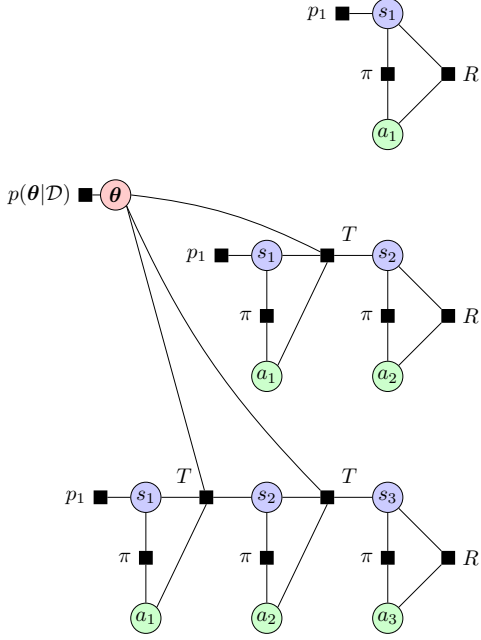 p₁ s₁
π R
a₁
p(θ|𝒟) θ
T
p₁ s₁ s₂
π π R
a₁ a₂
T T
p₁ s₁ s₂ s₃
π π π R
a₁ a₂ a₃